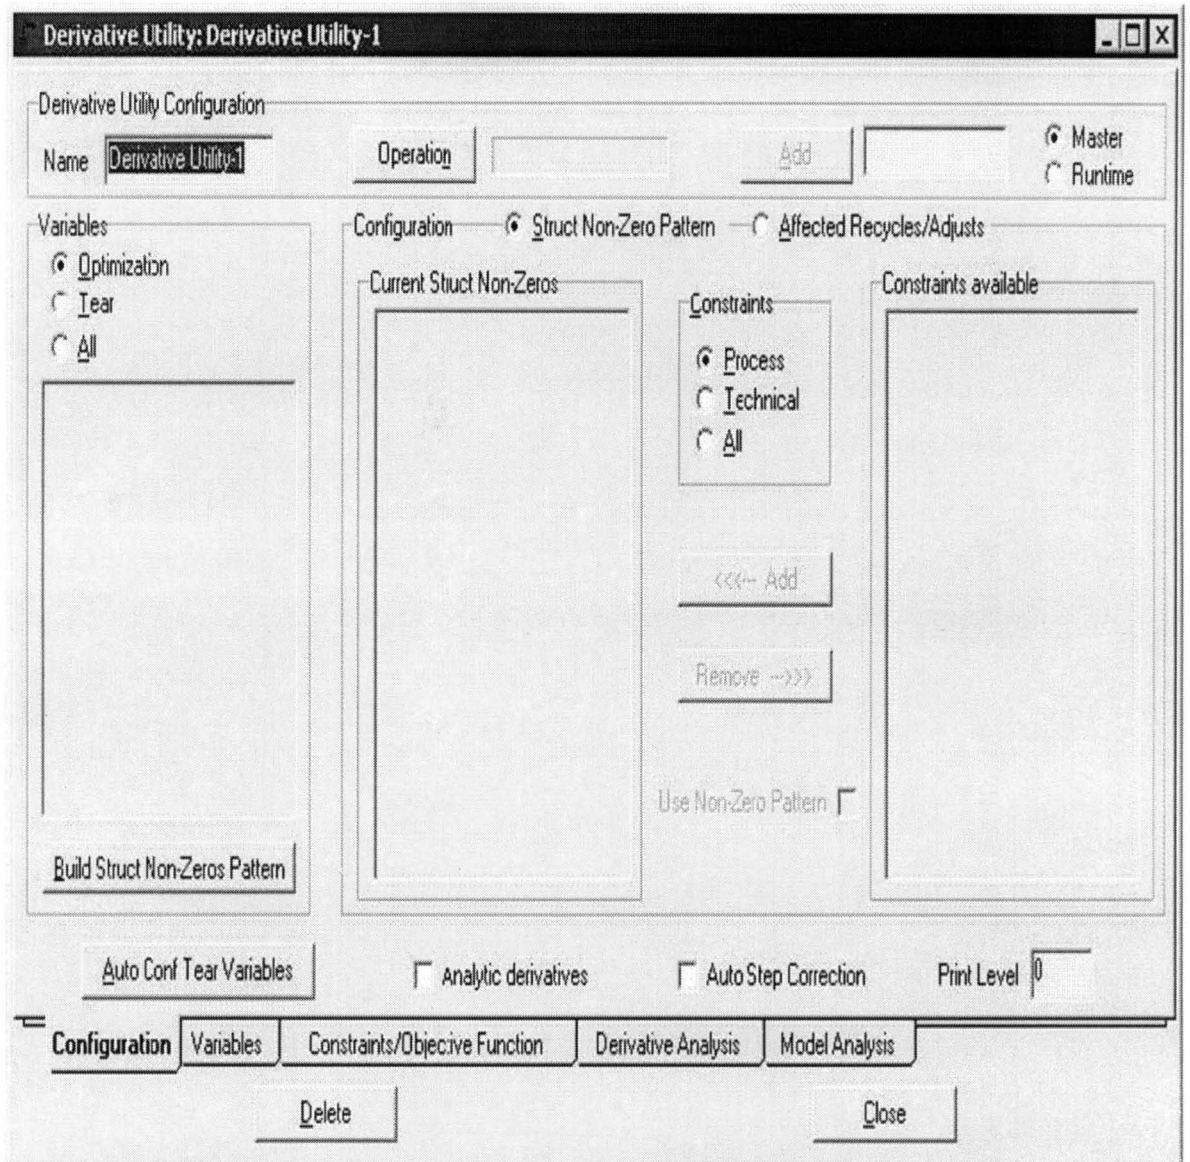 Derivative Utility: Derivative Utility-1
Derivative Utility Configuration
Name Derivative Utility-1 Operation Add Master
Runtime
Variables Configuration Struct Non-Zero Pattern Affected Recycles/Adjusts
Optimization
Tear
All
Current Struct Non-Zeros Constraints Constraints available
Process
Technical
All
<<<-- Add
Remove -->>>
Use Non-Zero Pattern
Build Struct Non-Zeros Pattern
Auto Conf Tear Variables Analytic derivatives Auto Step Correction Print Level 0
Configuration Variables Constraints/Objective Function Derivative Analysis Model Analysis
Delete Close